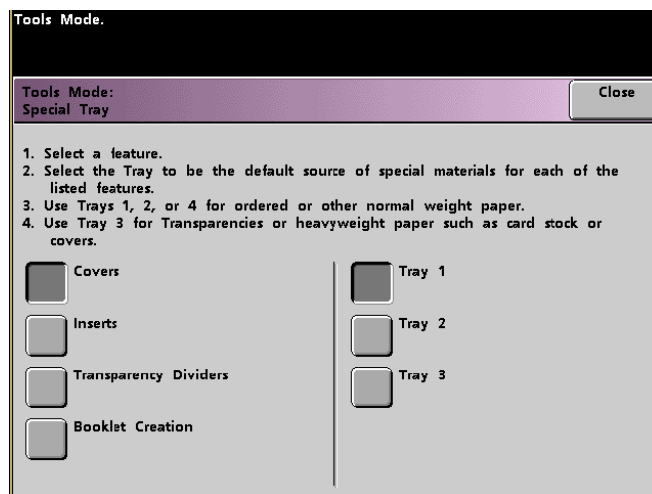 Tools Mode.
Tools Mode:
Special Tray
Close
1. Select a feature.
2. Select the Tray to be the default source of special materials for each of the
listed features.
3. Use Trays 1, 2, or 4 for ordered or other normal weight paper.
4. Use Tray 3 for Transparencies or heavyweight paper such as card stock or
covers.
Covers
Inserts
Transparency Dividers
Booklet Creation
Tray 1
Tray 2
Tray 3